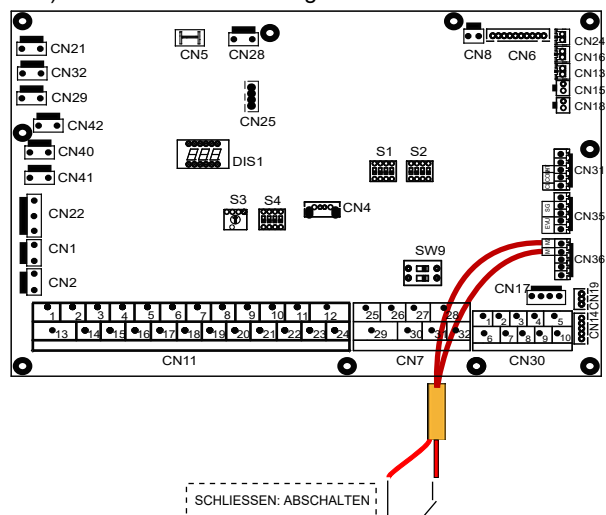 CN21
CN5
CN28
CN8
CN6
CN24
CN16
CN13
CN15
CN18
CN32
CN29
CN25
CN42
CN40
CN41
DIS1
S1 S2
CN31
CN22
S3 S4
CN4
SG
EVU
CN35
CN1
SW9
CN36
CN2
CN17
CN19
CN14
1 2 3 4 5 6 7 8 9 10 11 12
13 14 15 16 17 18 19 20 21 22 23 24
25 26 27 28
29 30 31 32
1 2 3 4 5
6 7 8 9 10
CN11
CN7
CN30
SCHLIESSEN: ABSCHALTEN